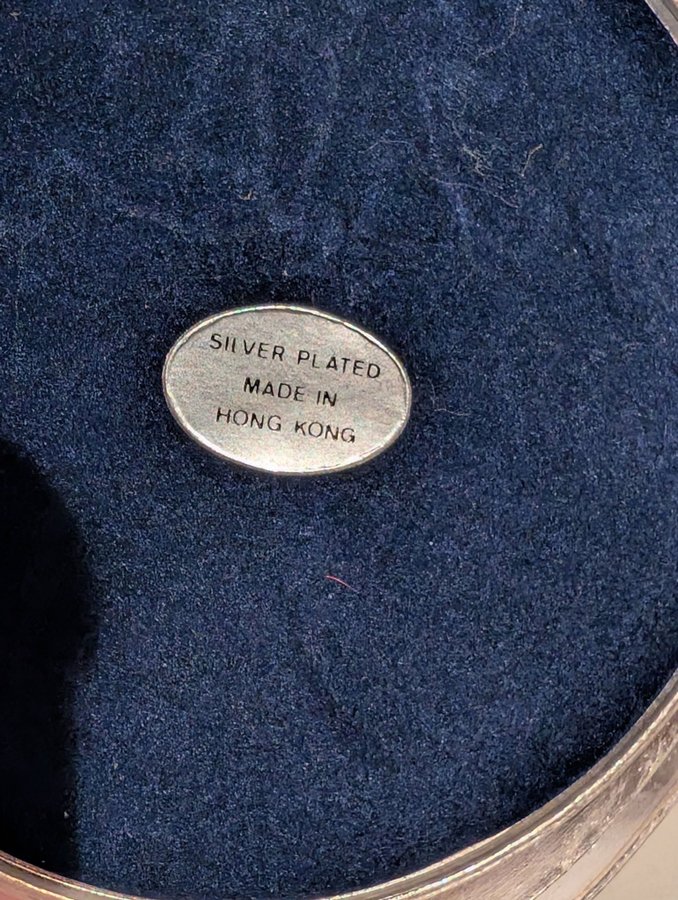 SILVER PLATED
MADE IN
HONG KONG